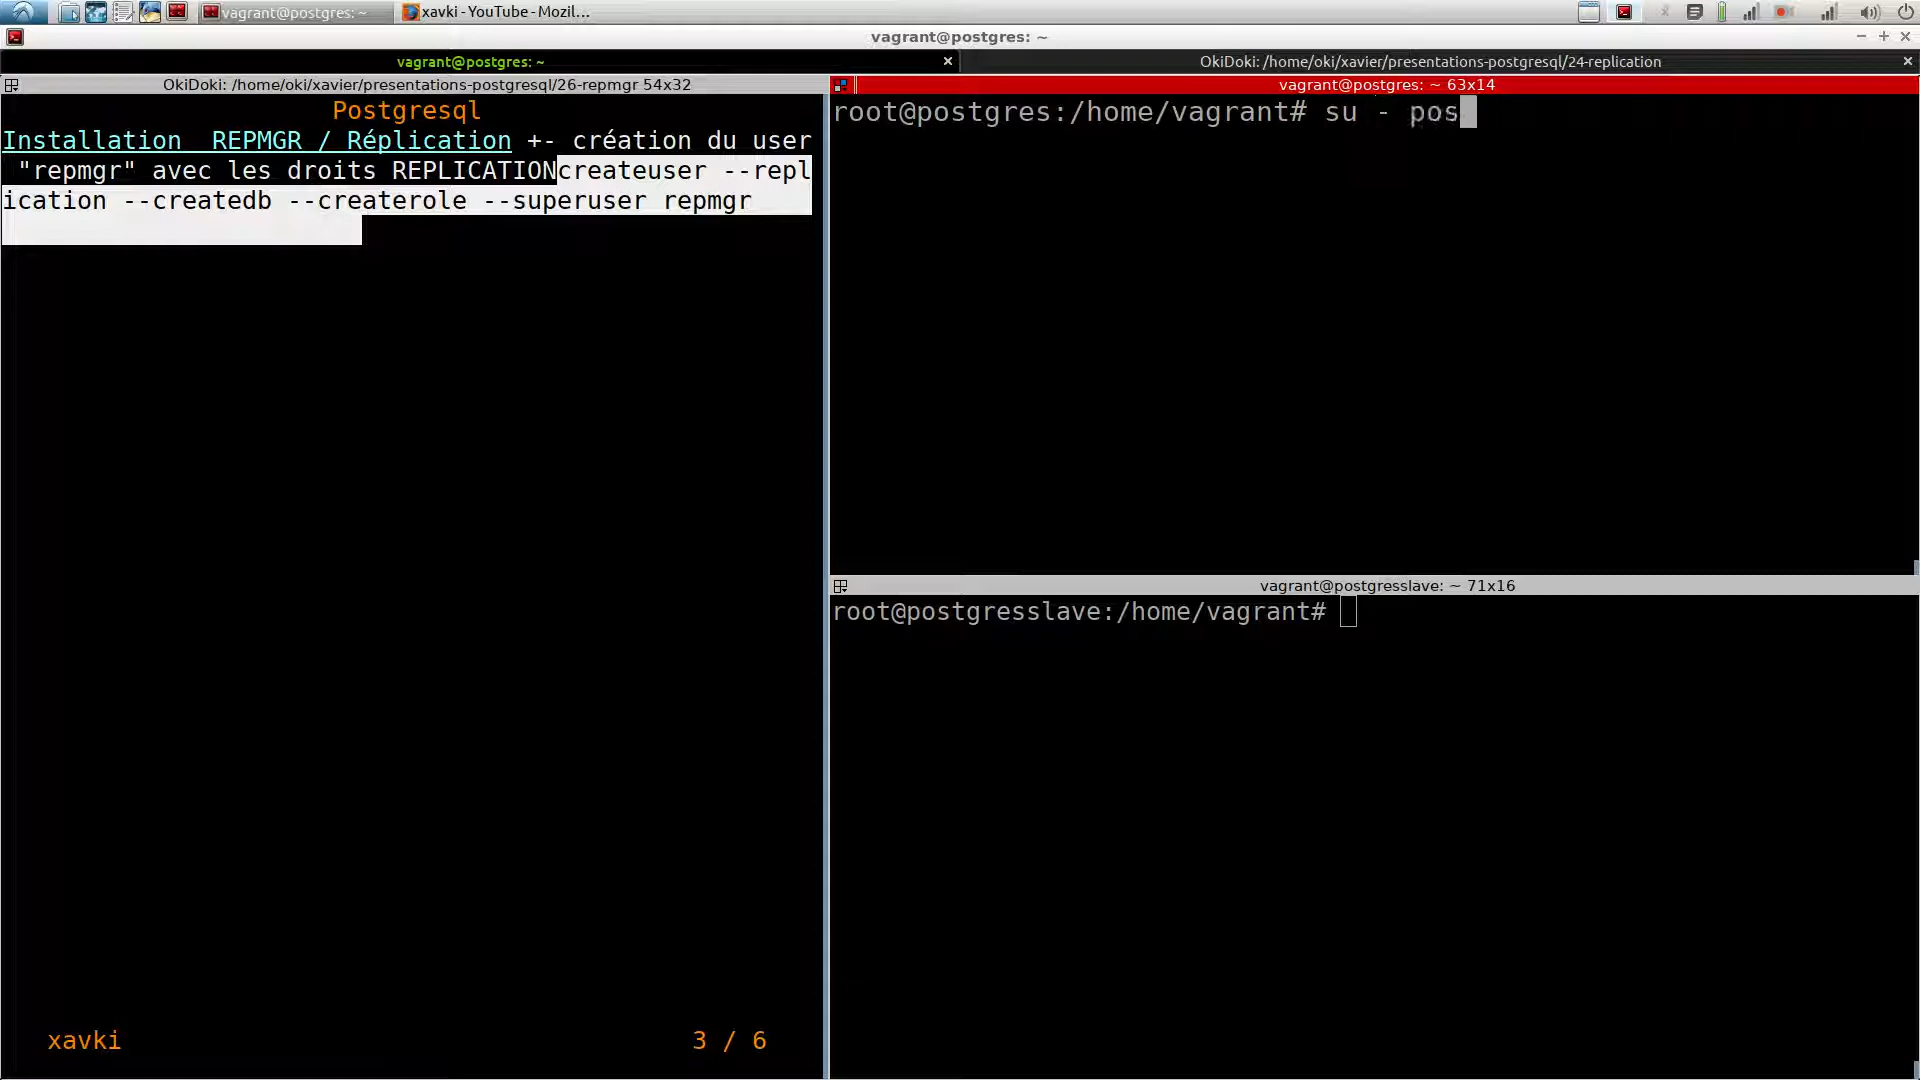 vagrant@postgres: ~
xavki - YouTube - Mozil...
vagrant@postgres: ~
vagrant@postgres: ~
OkiDoki: /home/oki/xavier/presentations-postgresql/24-replication
OkiDoki: /home/oki/xavier/presentations-postgresql/26-repmgr 54x32
Postgresql
Installation  REPMGR / Réplication +- création du user
 "repmgr" avec les droits REPLICATIONcreateuser --repl
ication --createdb --createrole --superuser repmgr
xavki
3 / 6
vagrant@postgres: ~ 63x14
root@postgres:/home/vagrant# su - pos
vagrant@postgresslave: ~ 71x16
root@postgresslave:/home/vagrant#